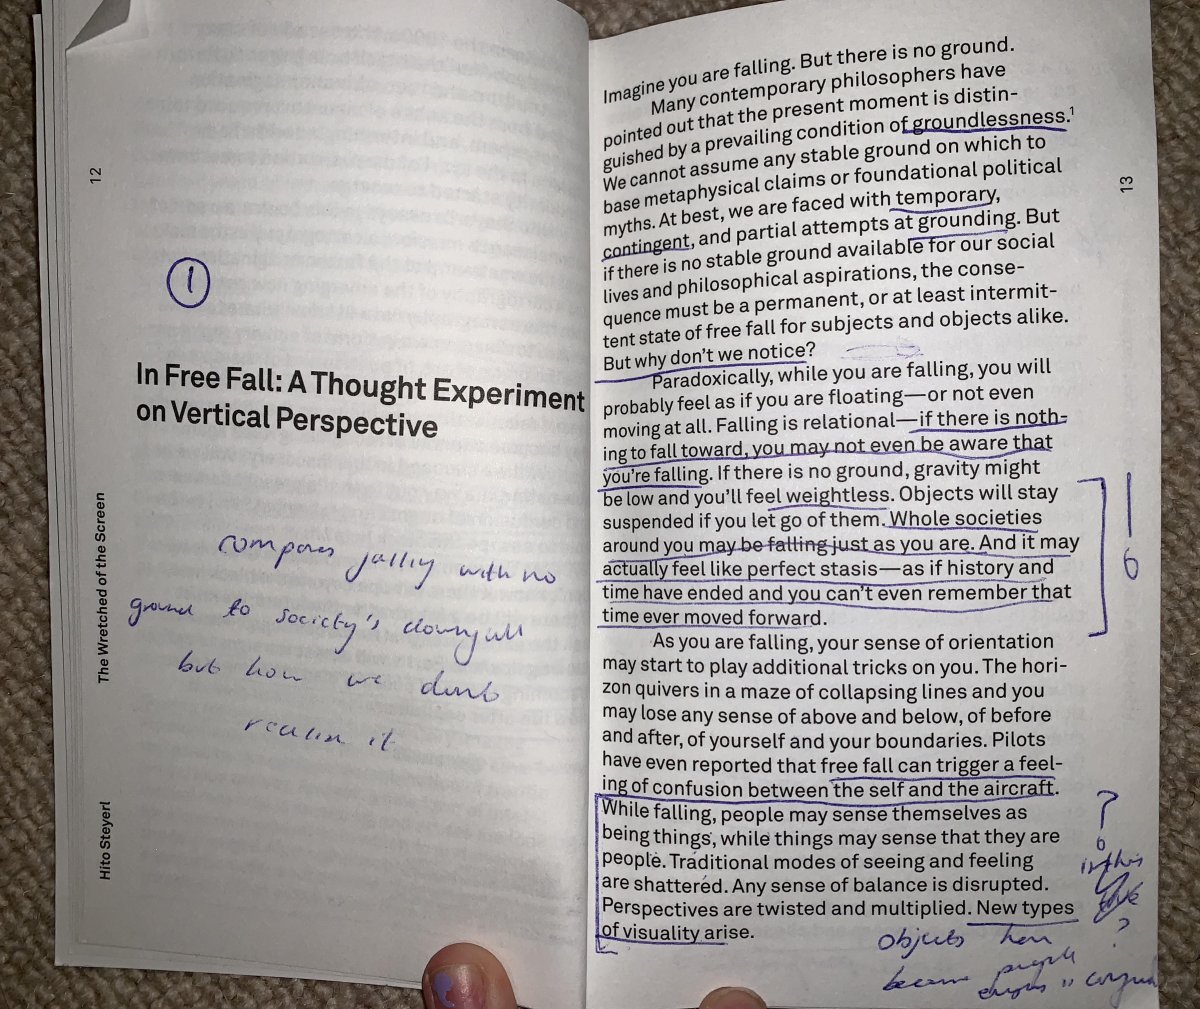 12
1
In Free Fall: A Thought Experiment
on Vertical Perspective
The Wretched of the Screen
Hito Steyerl
compares falling with no
ground to society's downfall
but how we dont
realise it
Imagine you are falling. But there is no ground.
Many contemporary philosophers have
pointed out that the present moment is distin-
guished by a prevailing condition of groundlessness.1
We cannot assume any stable ground on which to
base metaphysical claims or foundational political
myths. At best, we are faced with temporary,
contingent, and partial attempts at grounding. But
if there is no stable ground available for our social
lives and philosophical aspirations, the conse-
quence must be a permanent, or at least intermit-
tent state of free fall for subjects and objects alike.
But why don't we notice?
Paradoxically, while you are falling, you will
probably feel as if you are floating—or not even
moving at all. Falling is relational—if there is noth-
ing to fall toward, you may not even be aware that
you're falling. If there is no ground, gravity might
be low and you'll feel weightless. Objects will stay
suspended if you let go of them. Whole societies
around you may be falling just as you are. And it may
actually feel like perfect stasis—as if history and
time have ended and you can't even remember that
time ever moved forward.
As you are falling, your sense of orientation
may start to play additional tricks on you. The hori-
zon quivers in a maze of collapsing lines and you
may lose any sense of above and below, of before
and after, of yourself and your boundaries. Pilots
have even reported that free fall can trigger a feel-
ing of confusion between the self and the aircraft.
While falling, people may sense themselves as
being things, while things may sense that they are
people. Traditional modes of seeing and feeling
are shattered. Any sense of balance is disrupted.
Perspectives are twisted and multiplied. New types
of visuality arise.
13
?
is this
?
objects have
become people